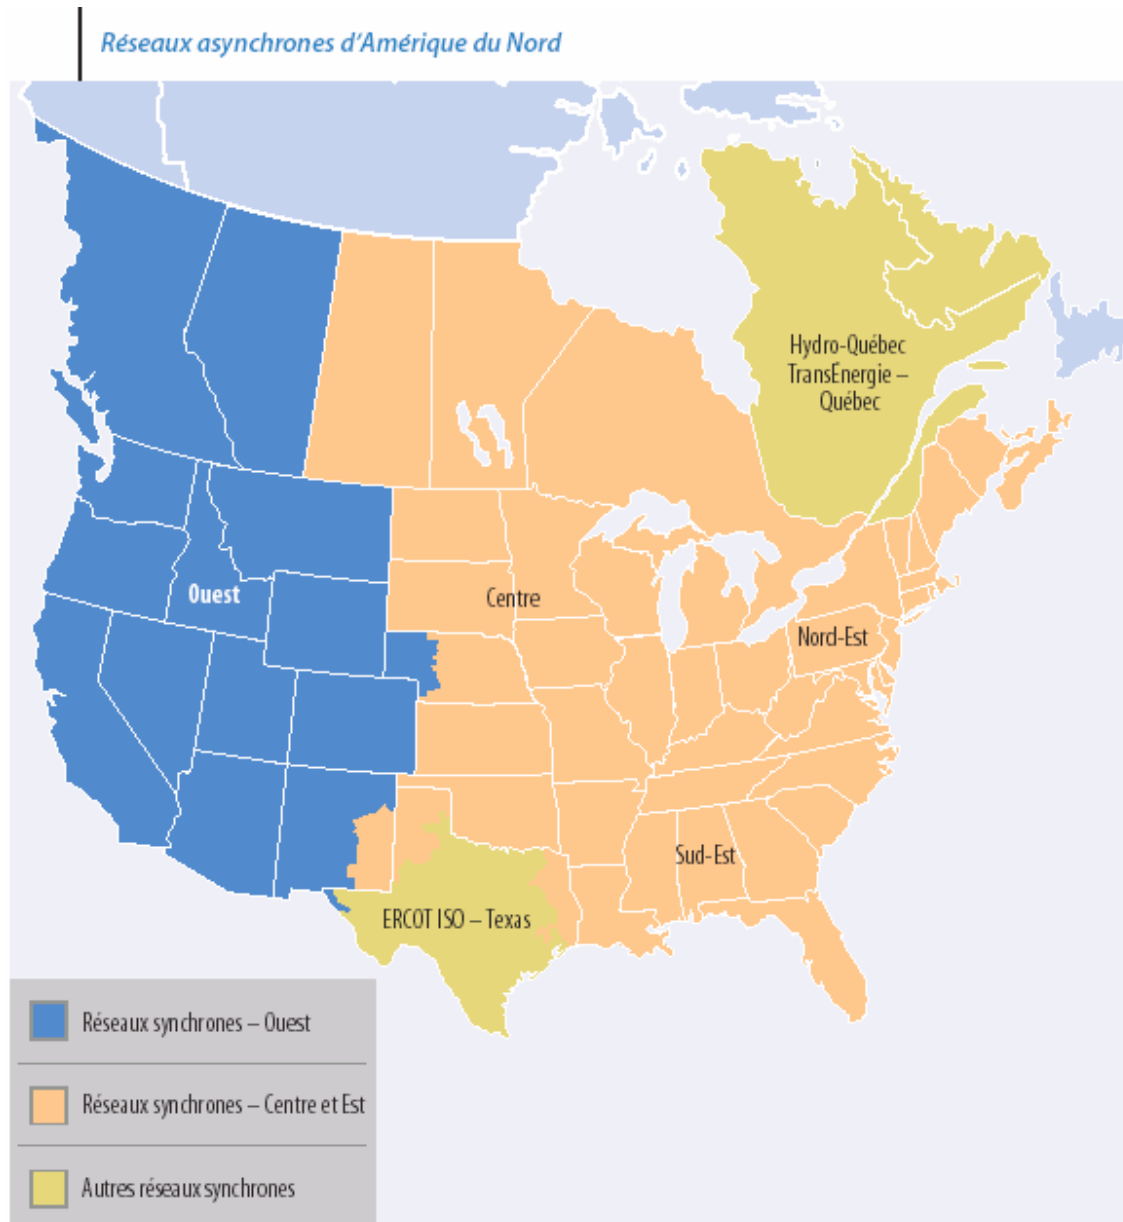 Réseaux asynchrones d'Amérique du Nord
Hydro-Québec
TransEnergie –
Québec
Ouest
Centre
Nord-Est
Sud-Est
ERCOT ISO – Texas
Réseaux synchrones – Ouest
Réseaux synchrones – Centre et Est
Autres réseaux synchrones